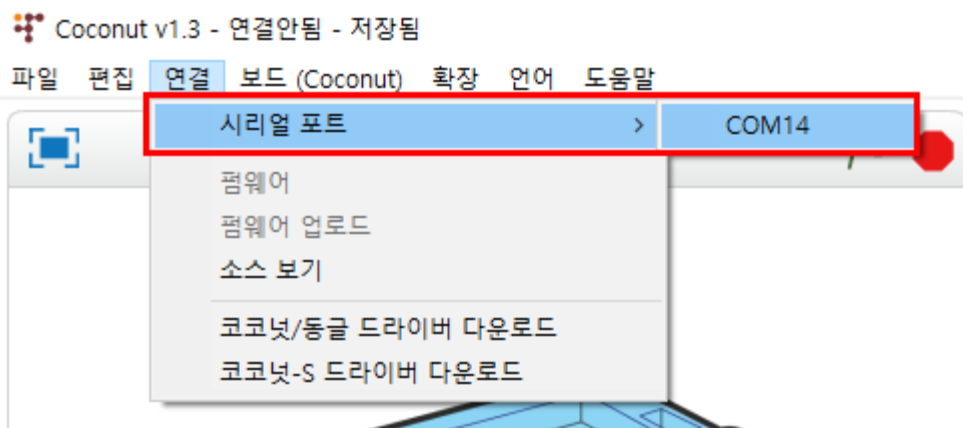 Coconut v1.3 - 연결안됨 - 저장됨
파일 편집 연결 보드 (Coconut) 확장 언어 도움말
시리얼 포트 > COM14
펌웨어
펌웨어 업로드
소스 보기
코코넛/동글 드라이버 다운로드
코코넛-S 드라이버 다운로드